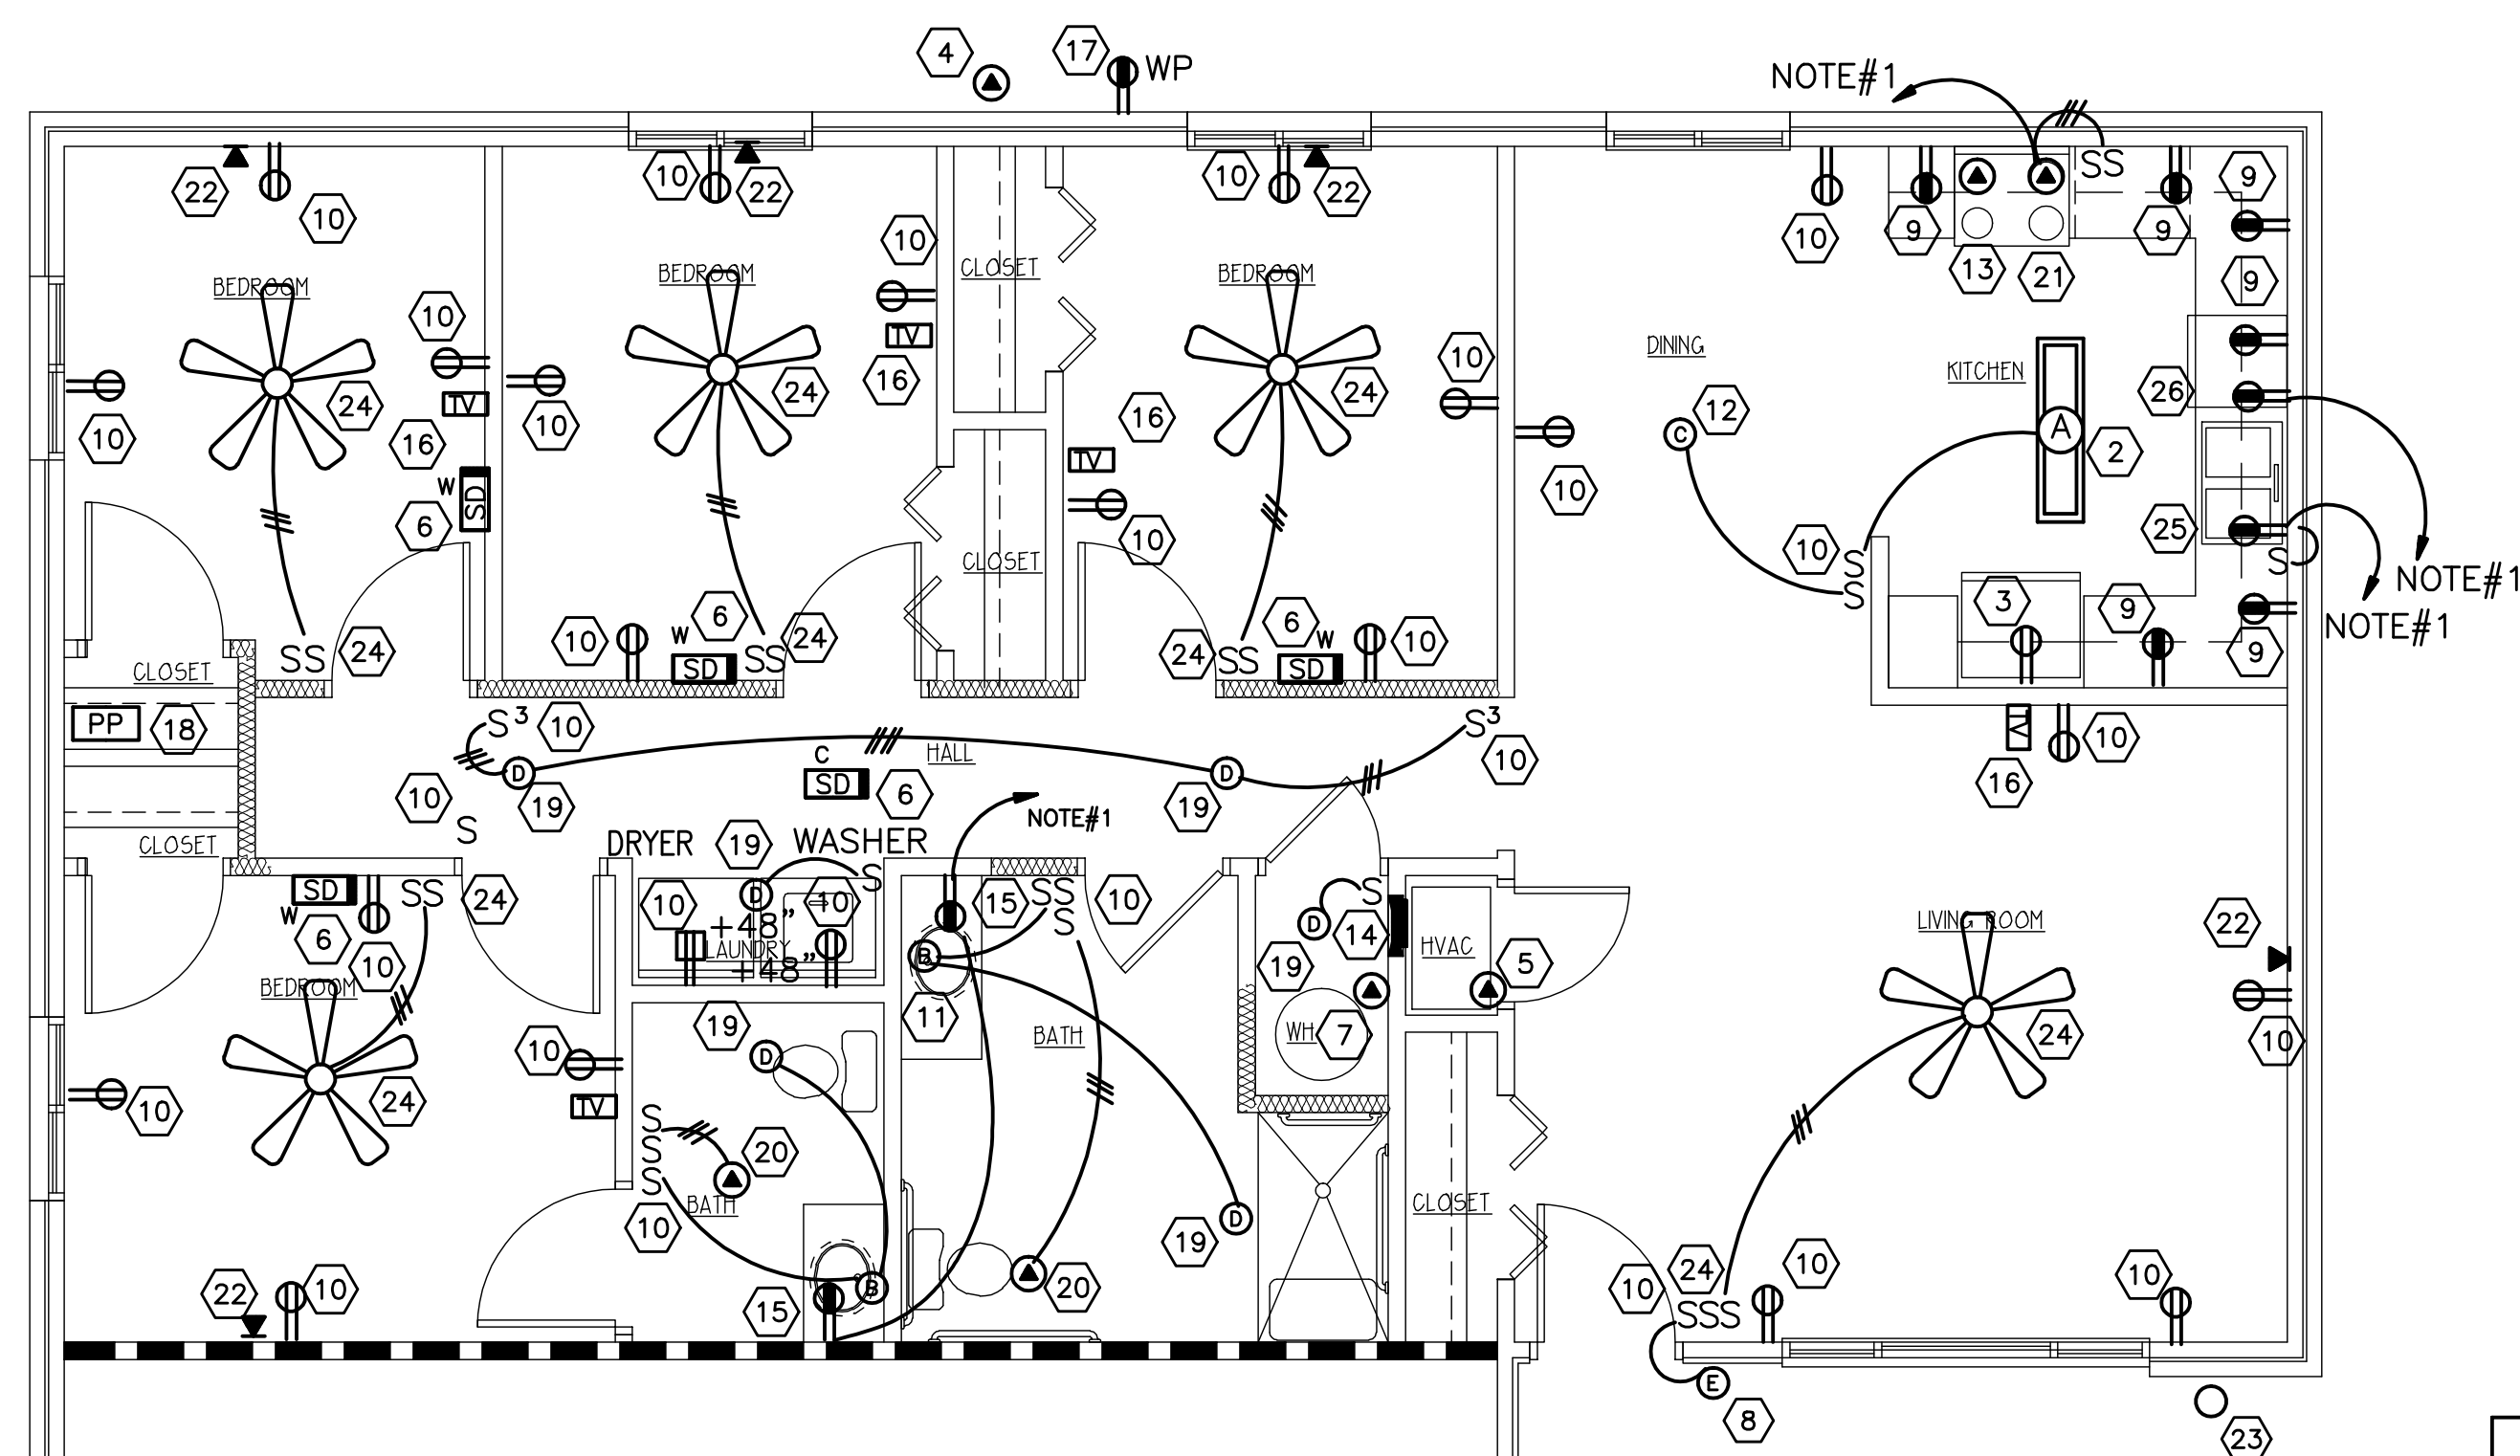 4
17
WP
NOTE#1
SS
22
10
10
22
10
22
10
9
9
9
13
21
9
10
BEDROOM
BEDROOM
CLOSET
BEDROOM
10
TV
10
DINING
KITCHEN
26
24
TV
16
10
24
16
16
24
12
C
A
2
10
10
TV
10
W
SD
6
10
S
S
25
S
NOTE#1
NOTE#1
10
CLOSET
3
9
9
SS
24
10
6
W
SD
SS
24
24
SS
6
W
SD
10
CLOSET
PP
18
S3
10
C
SD
HALL
6
S3
10
TV
10
16
D
19
D
19
10
S
NOTE#1
CLOSET
DRYER
19
WASHER
S
SD
W
6
SS
24
10
D
10
+48"
LAUNDRY
+48"
15
SS
S
10
S
D
14
HVAC
5
19
LIVING ROOM
22
10
BEDROOM
B
11
10
19
D
BATH
WH
7
24
10
10
24
TV
S
S
S
20
BATH
10
CLOSET
D
19
22
10
15
B
20
10
24
SSS
10
10
E
8
23